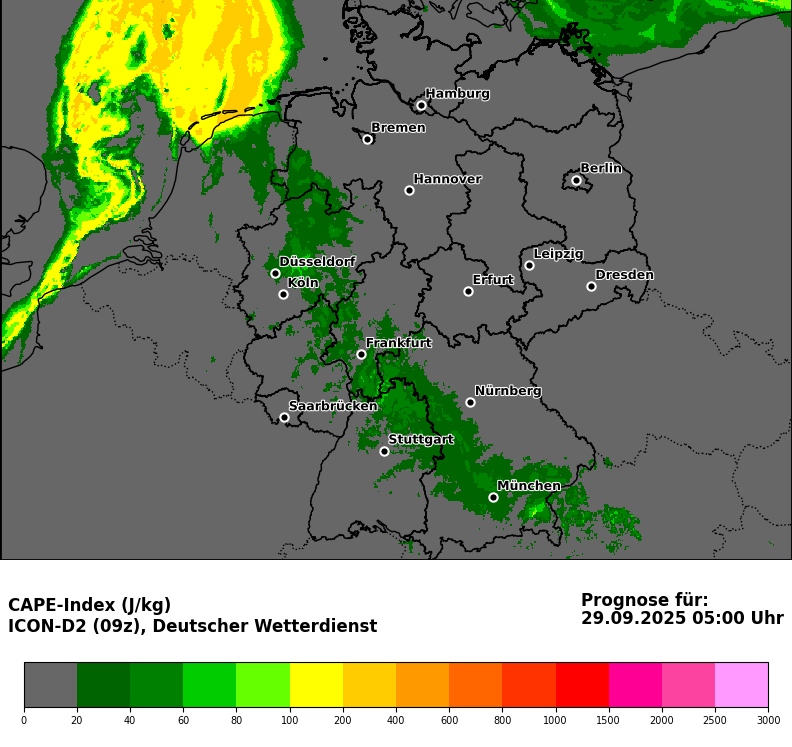 Hamburg
Bremen
Berlin
Hannover
Leipzig
Düsseldorf
Dresden
Erfurt
Köln
Frankfurt
Nürnberg
Saarbrücken
Stuttgart
München
CAPE-Index (J/kg)
ICON-D2 (09z), Deutscher Wetterdienst
Prognose für:
29.09.2025 05:00 Uhr
0 20 40 60 80 100 200 400 600 800 1000 1500 2000 2500 3000